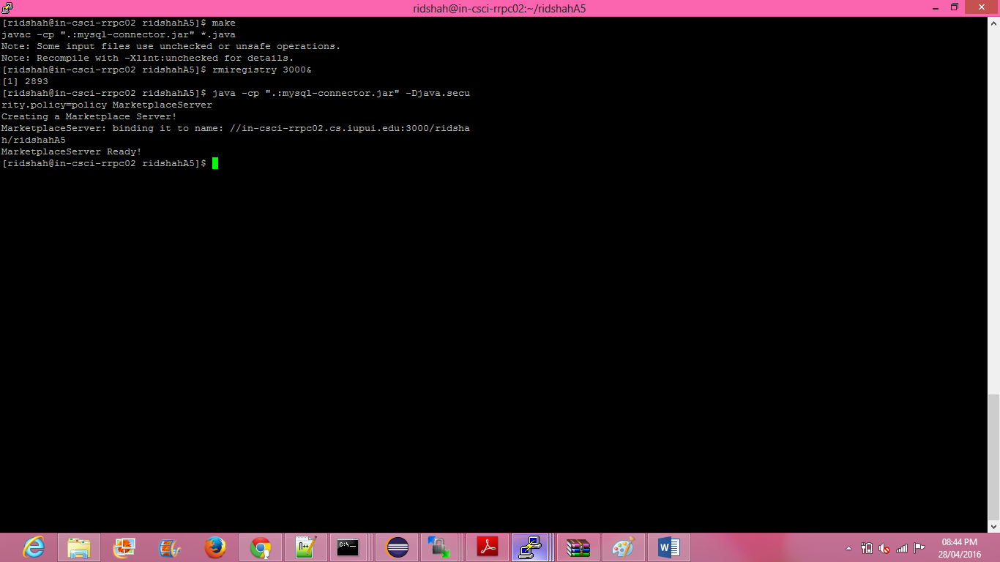 ridshah@in-csci-rrpc02:~/ridshahA5
[ridshah@in-csci-rrpc02 ridshahA5]$ make
javac -cp ".:mysql-connector.jar" *.java
Note: Some input files use unchecked or unsafe operations.
Note: Recompile with -Xlint:unchecked for details.
[ridshah@in-csci-rrpc02 ridshahA5]$ rmiregistry 3000&
[1] 2893
[ridshah@in-csci-rrpc02 ridshahA5]$ java -cp ".:mysql-connector.jar" -Djava.secu
rity.policy=policy MarketplaceServer
Creating a Marketplace Server!
MarketplaceServer: binding it to name: //in-csci-rrpc02.cs.iupui.edu:3000/ridsha
h/ridshahA5
MarketplaceServer Ready!
[ridshah@in-csci-rrpc02 ridshahA5]$
08:44 PM
28/04/2016